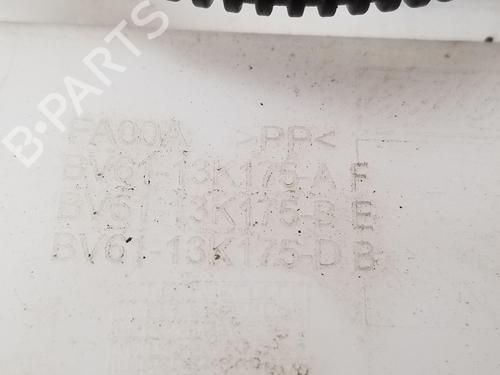 B-PARTS
FA00A >PP<
BV61-13K175-A F
BV61-13K175-B E
BV61-13K175-D B